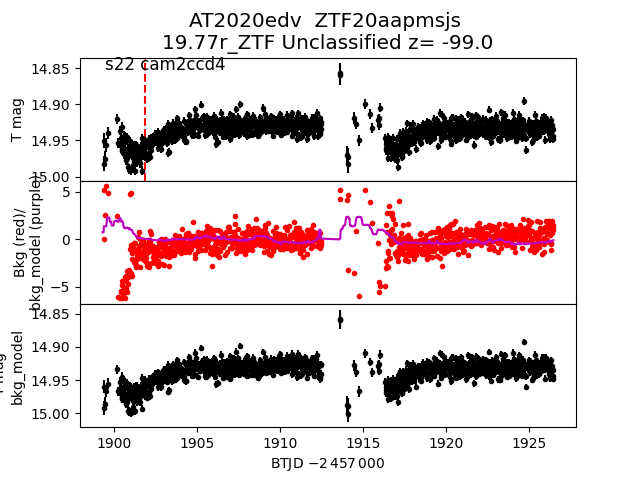 AT2020edv  ZTF20aapmsjs
19.77r_ZTF Unclassified z= -99.0
s22 cam2ccd4
T mag
14.85
14.90
14.95
15.00
Bkg (red)/
bkg_model (purple)
5
0
−5
bkg_model
14.85
14.90
14.95
15.00
1900
1905
1910
1915
1920
1925
BTJD −2 457 000